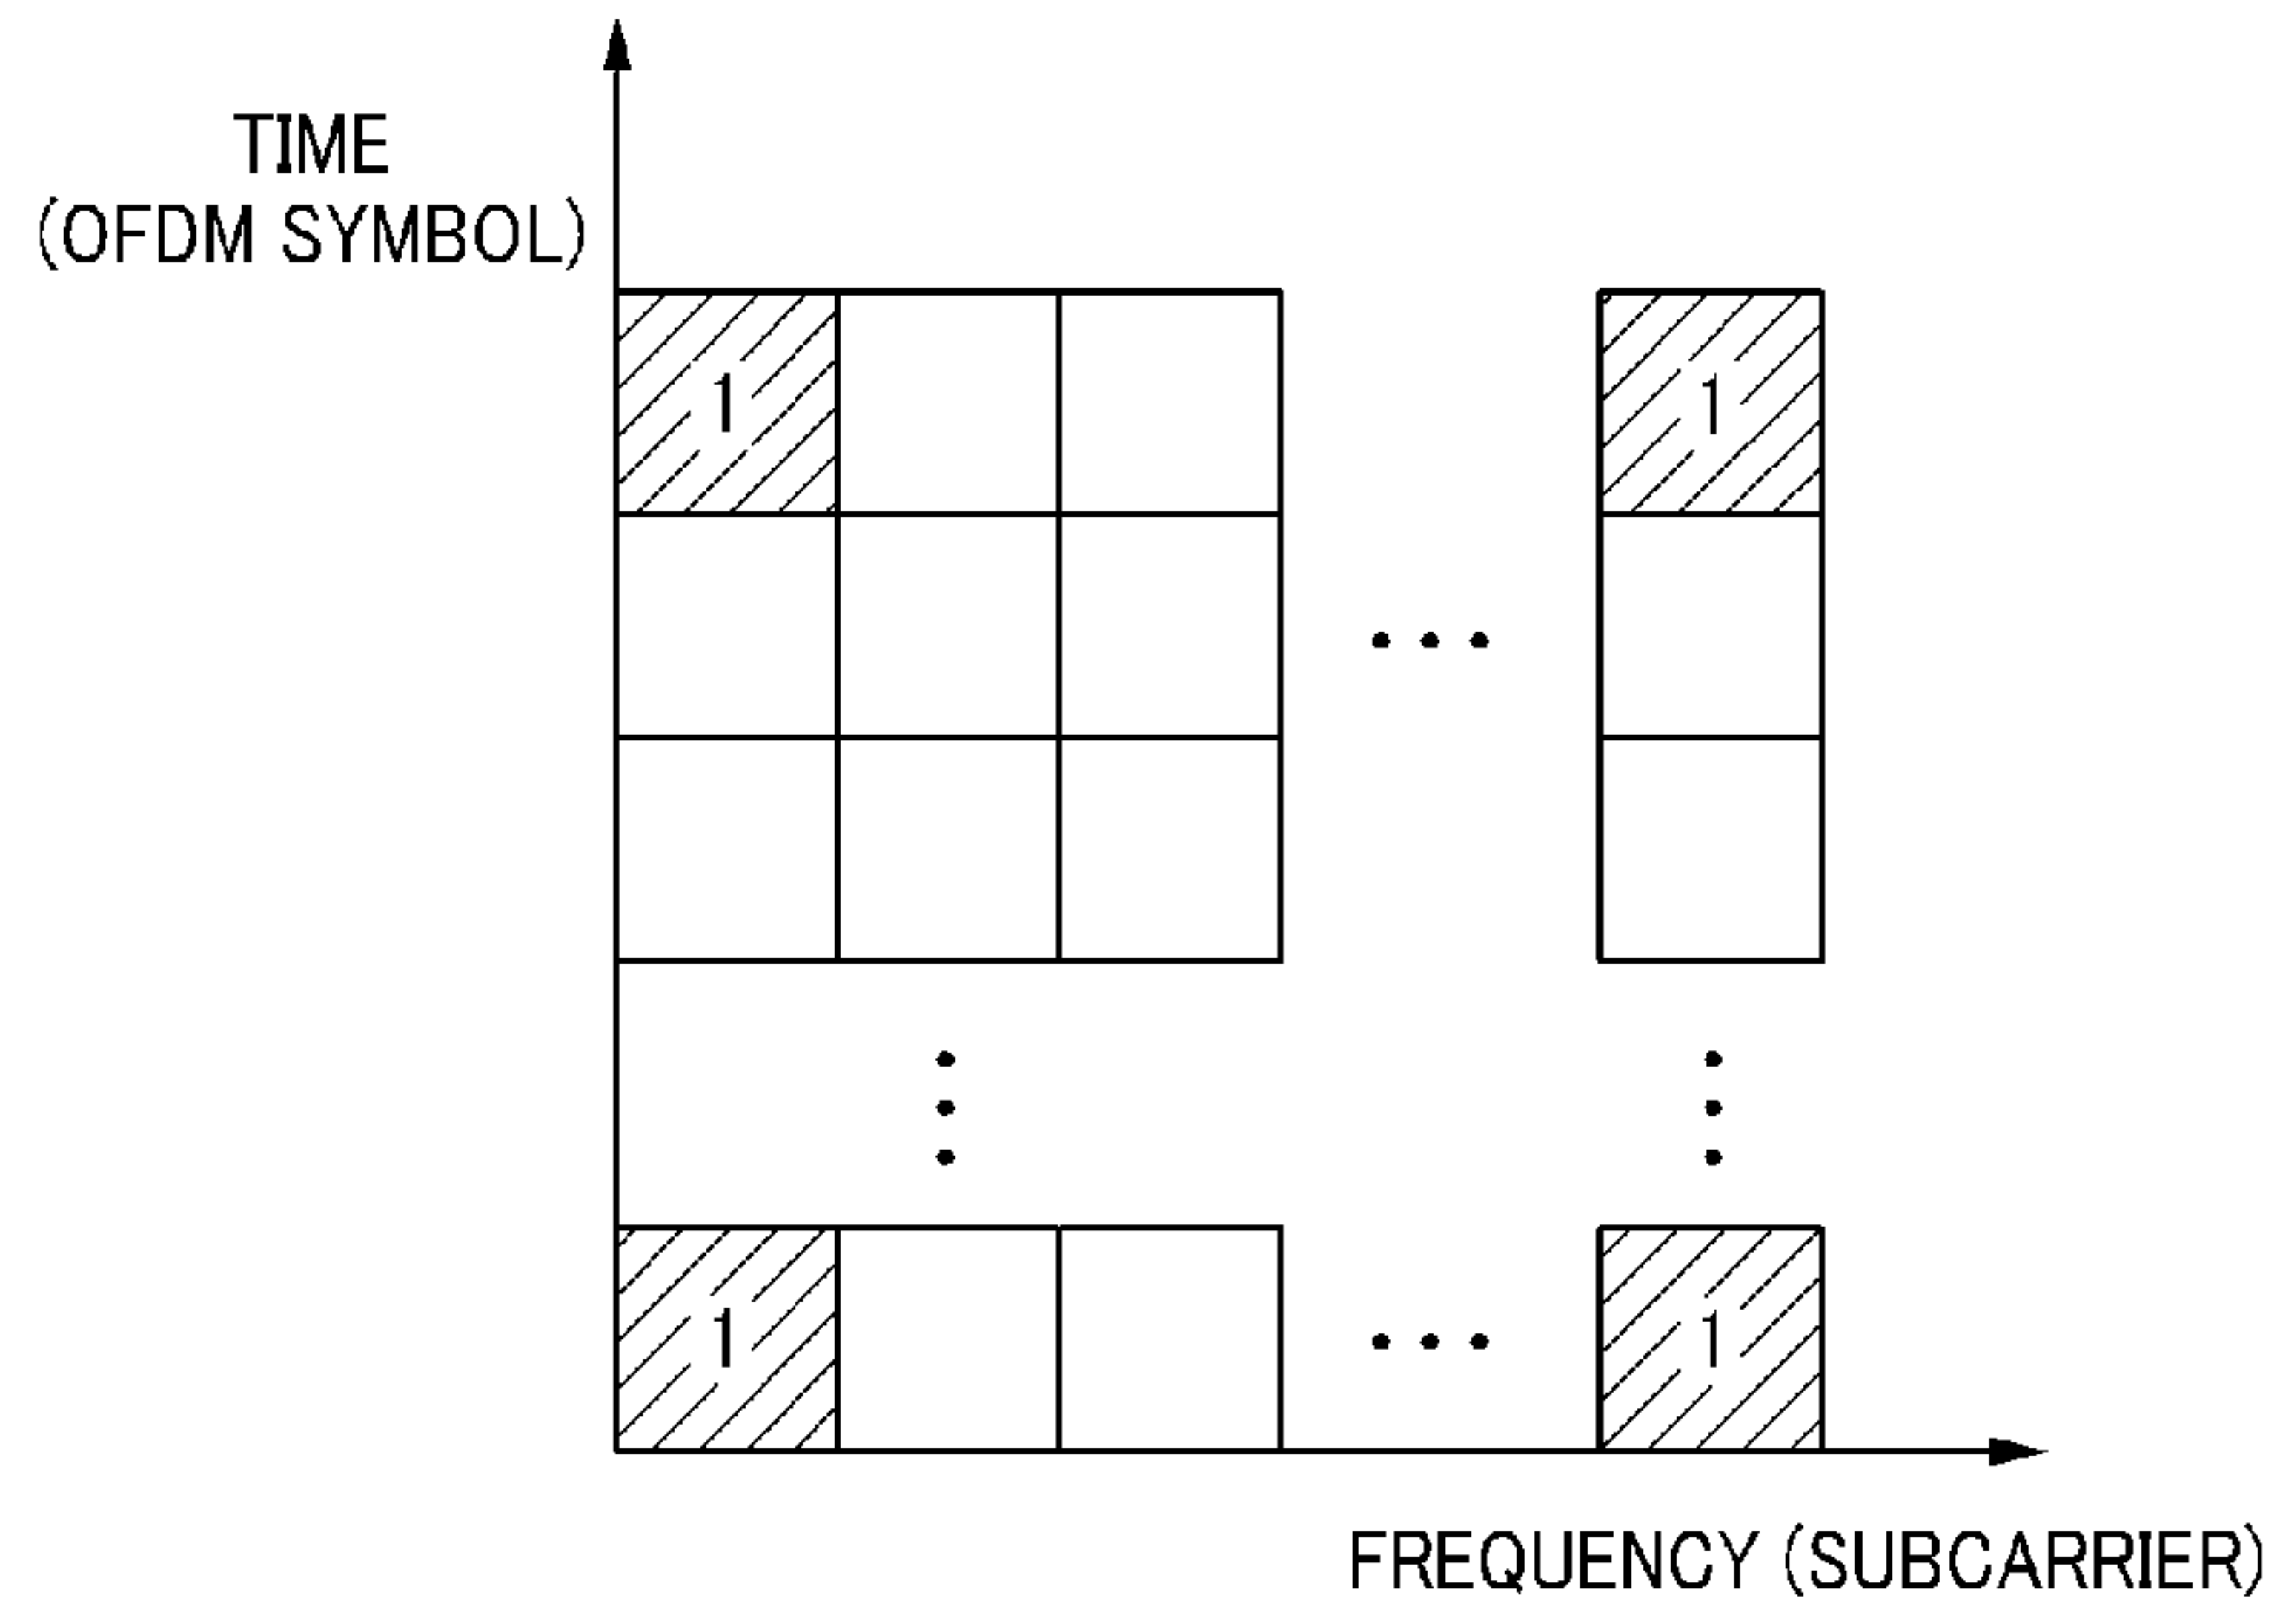 TIME
(OFDM SYMBOL)
1 1
1 1
FREQUENCY (SUBCARRIER)